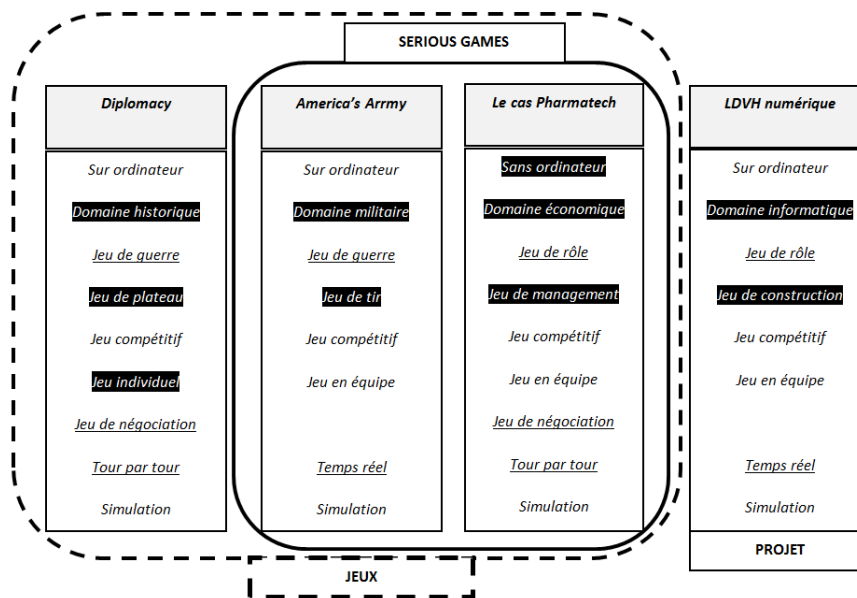 SERIOUS GAMES
Diplomacy
Sur ordinateur
Domaine historique
Jeu de guerre
Jeu de plateau
Jeu compétitif
Jeu individuel
Jeu de négociation
Tour par tour
Simulation
America's Arrmy
Sur ordinateur
Domaine militaire
Jeu de guerre
Jeu de tir
Jeu compétitif
Jeu en équipe
Temps réel
Simulation
Le cas Pharmatech
Sans ordinateur
Domaine économique
Jeu de rôle
Jeu de management
Jeu compétitif
Jeu en équipe
Jeu de négociation
Tour par tour
Simulation
LDVH numérique
Sur ordinateur
Domaine informatique
Jeu de rôle
Jeu de construction
Jeu compétitif
Jeu en équipe
Temps réel
Simulation
PROJET
JEUX